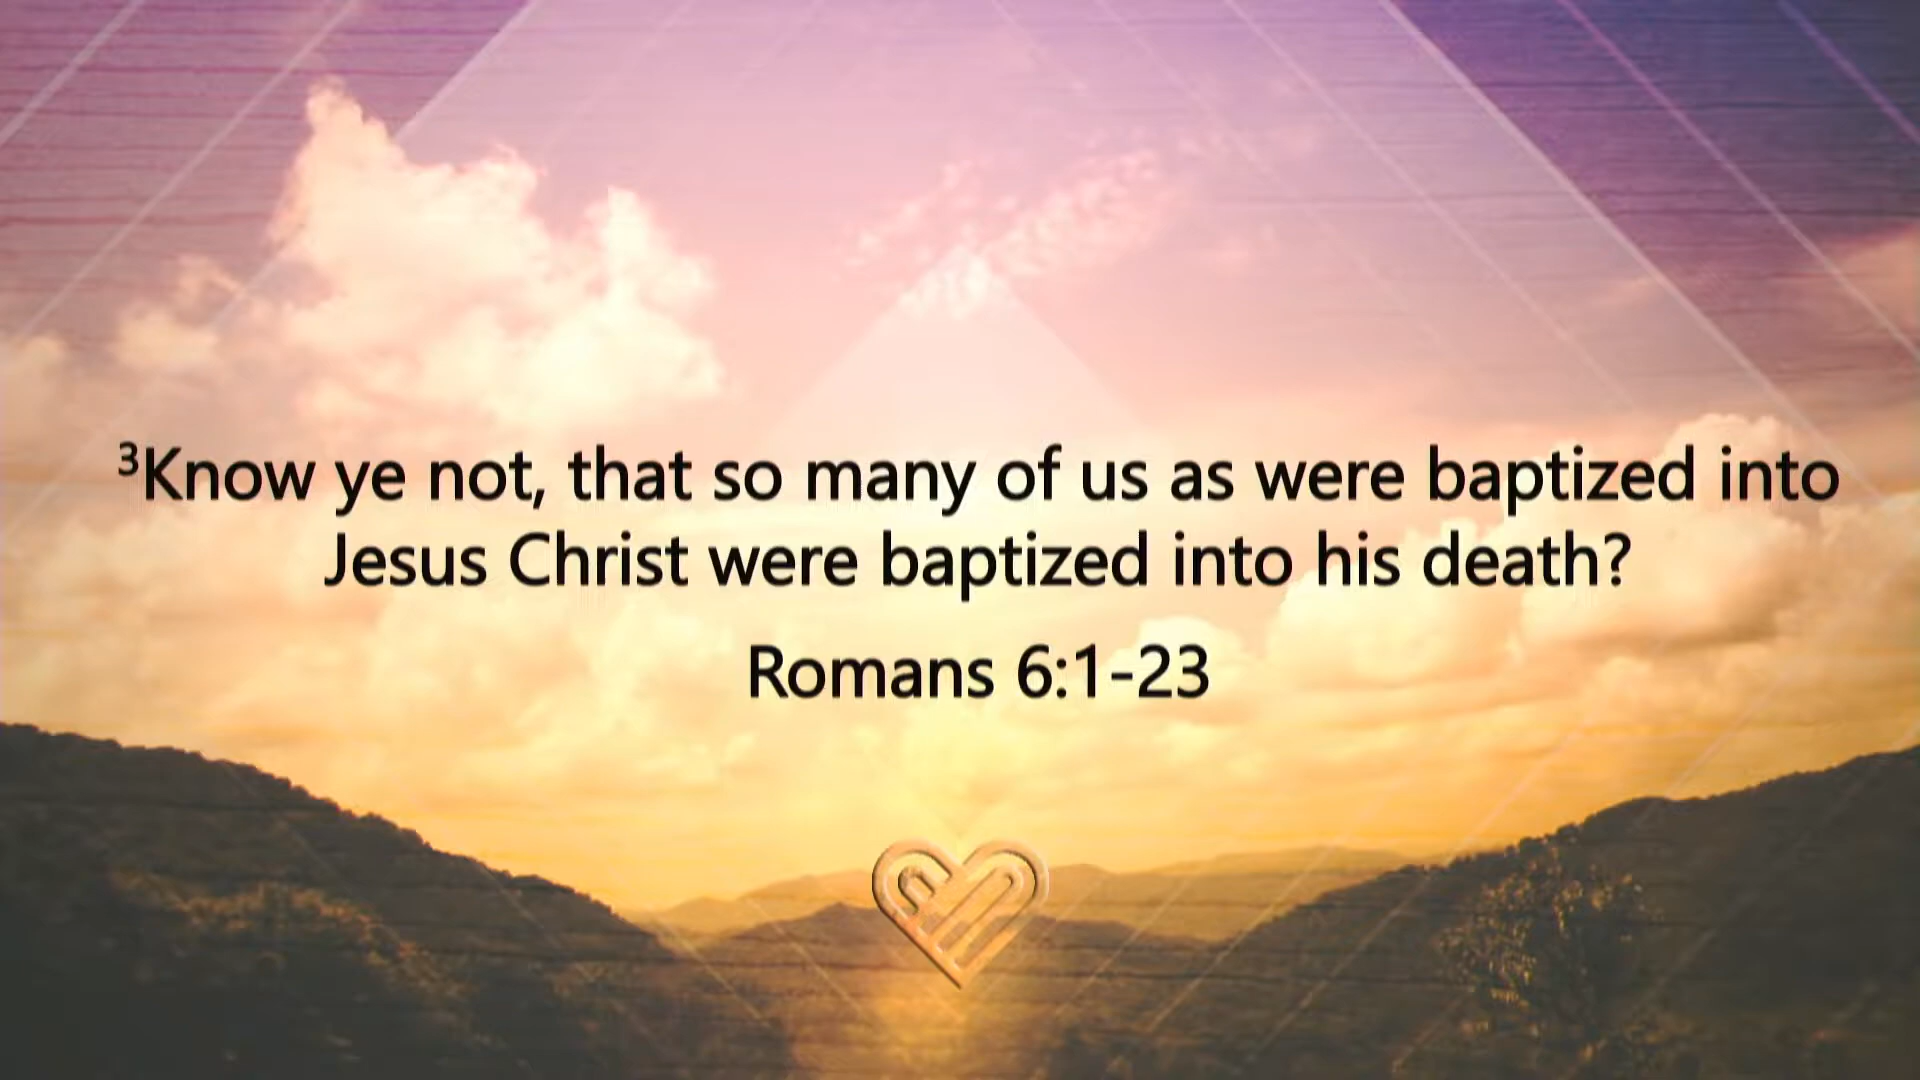 ³Know ye not, that so many of us as were baptized into
Jesus Christ were baptized into his death?
Romans 6:1-23